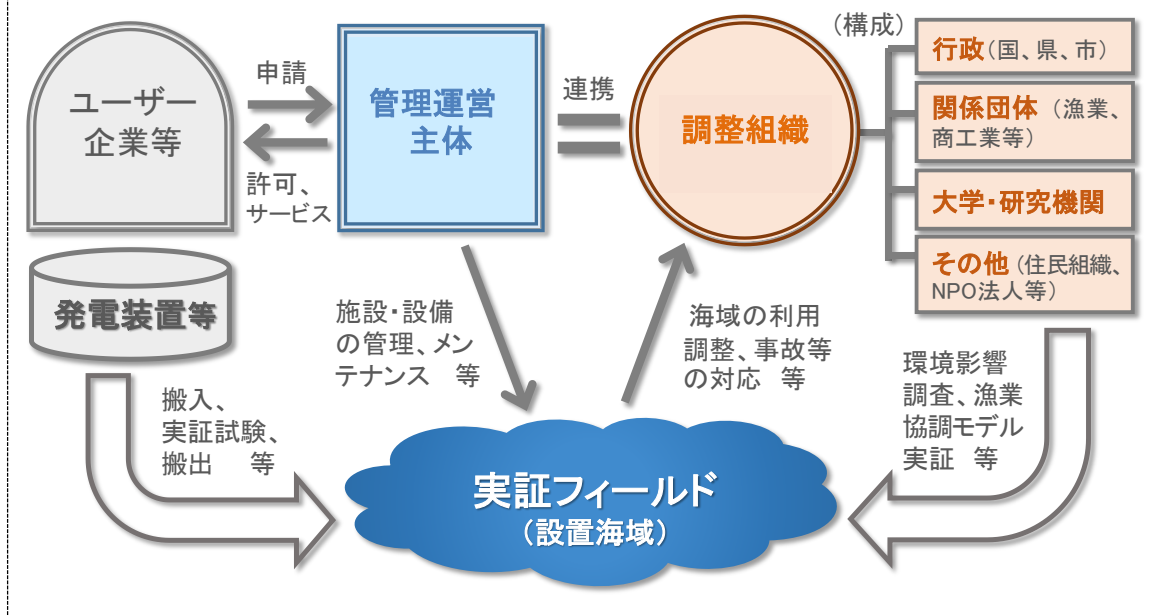 ユーザー
企業等
申請
許可、
サービス
管理運営
主体
連携
調整組織
（構成）
行政（国、県、市）
関係団体（漁業、
商工業等）
大学・研究機関
その他（住民組織、
NPO法人等）
発電装置等
搬入、
実証試験、
搬出　等
施設・設備
の管理、メン
テナンス　等
海域の利用
調整、事故等
の対応　等
環境影響
調査、漁業
協調モデル
実証　等
実証フィールド
（設置海域）